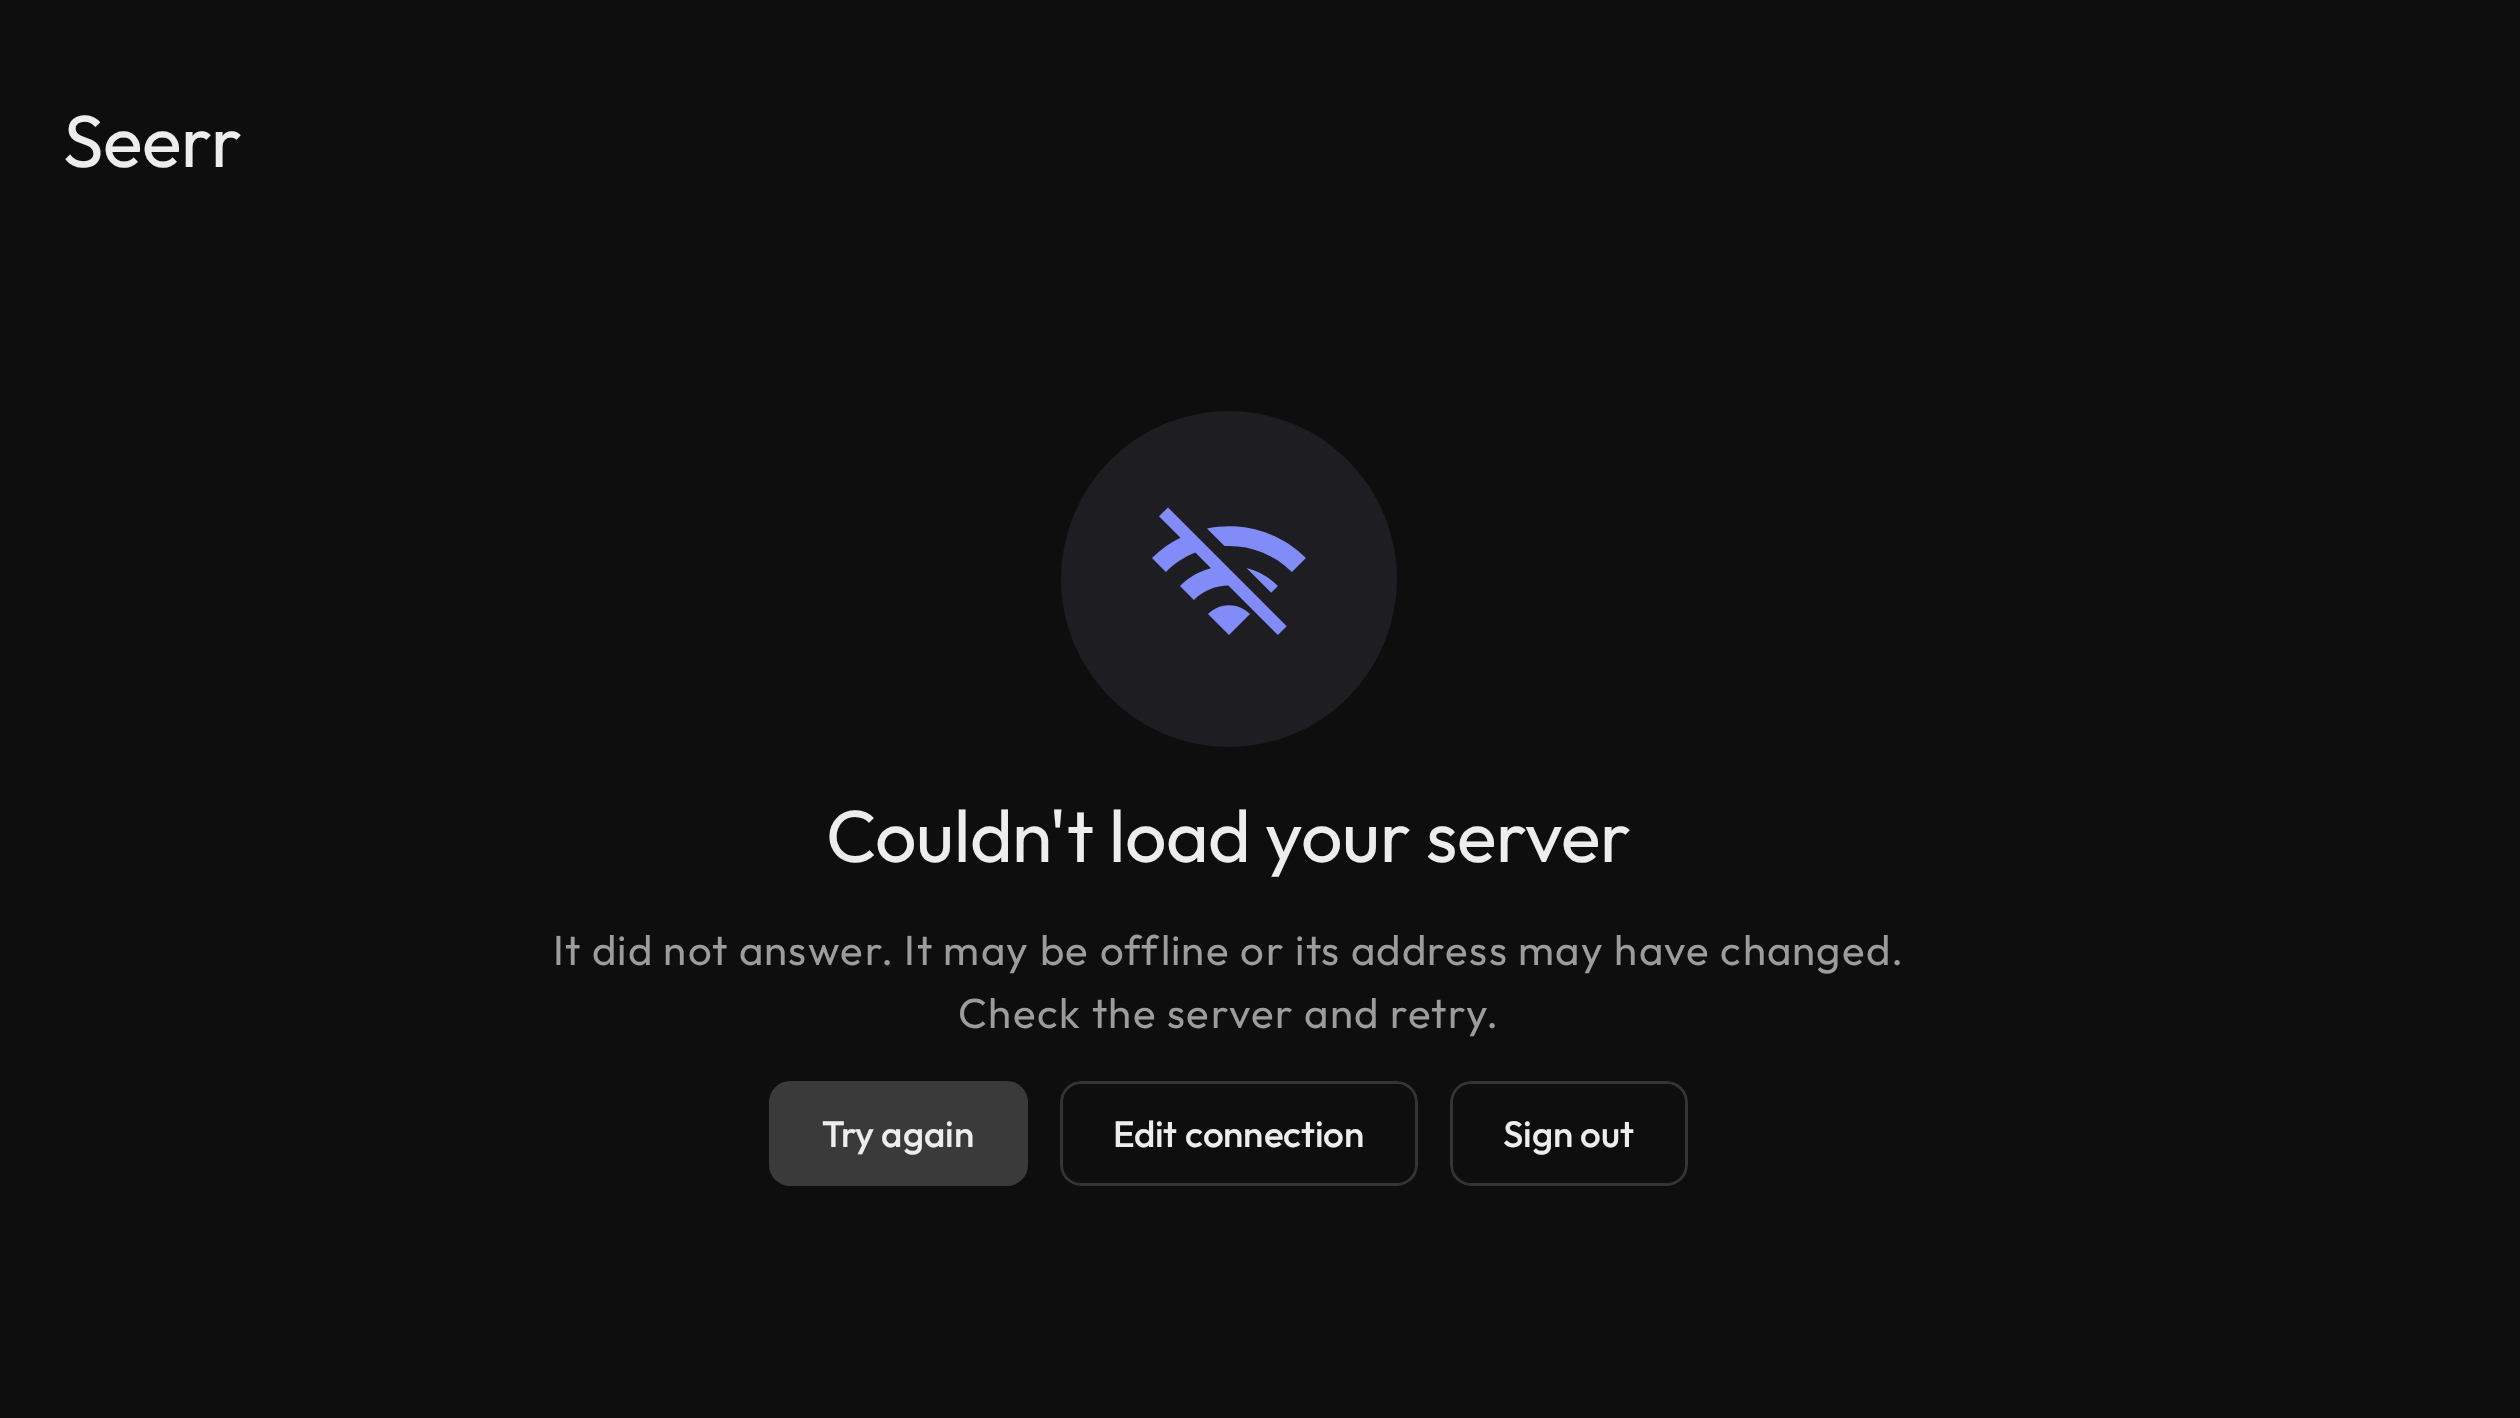 Seerr
Couldn't load your server
It did not answer. It may be offline or its address may have changed.
Check the server and retry.
Try again
Edit connection
Sign out